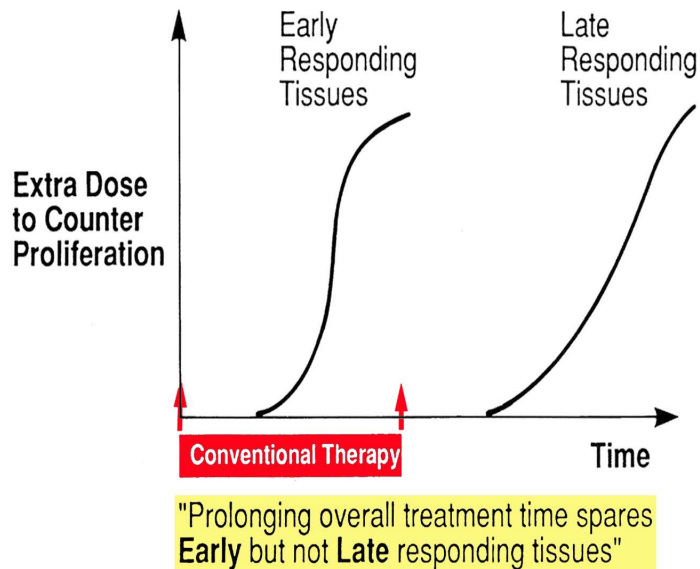 Early
Responding
Tissues
Late
Responding
Tissues
Extra Dose
to Counter
Proliferation
Conventional Therapy
Time
"Prolonging overall treatment time spares
Early but not Late responding tissues"